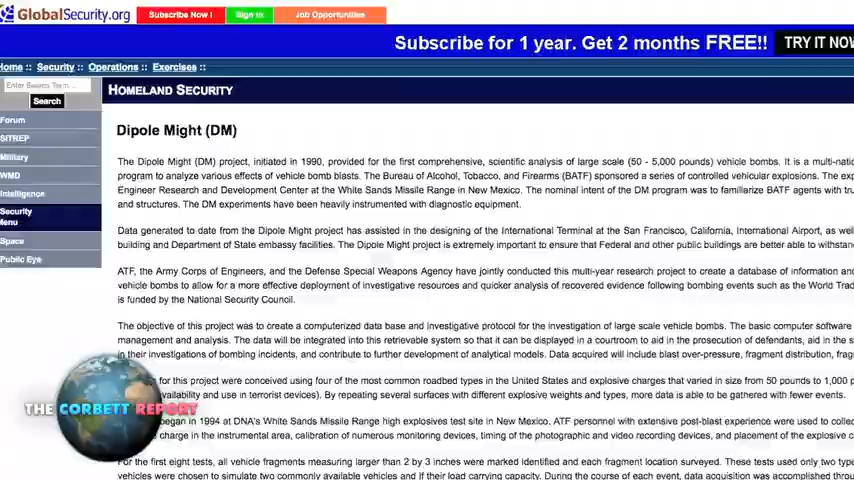 GlobalSecurity.org
Subscribe Now !
Sign In
Job Opportunities
Subscribe for 1 year. Get 2 months FREE!!
TRY IT NOW
Home :: Security :: Operations :: Exercises ::
Enter Search Term...
Search
HOMELAND SECURITY
Forum
SITREP
Military
WMD
Intelligence
Security
Menu
Space
Public Eye
Dipole Might (DM)
The Dipole Might (DM) project, initiated in 1990, provided for the first comprehensive, scientific analysis of large scale (50 - 5,000 pounds) vehicle bombs. It is a multi-nati
program to analyze various effects of vehicle bomb blasts. The Bureau of Alcohol, Tobacco, and Firearms (BATF) sponsored a series of controlled vehicular explosions. The exp
Engineer Research and Development Center at the White Sands Missile Range in New Mexico. The nominal intent of the DM program was to familiarize BATF agents with tru
and structures. The DM experiments have been heavily instrumented with diagnostic equipment.
Data generated to date from the Dipole Might project has assisted in the designing of the International Terminal at the San Francisco, California, International Airport, as wel
building and Department of State embassy facilities. The Dipole Might project is extremely important to ensure that Federal and other public buildings are better able to withstan
ATF, the Army Corps of Engineers, and the Defense Special Weapons Agency have jointly conducted this multi-year research project to create a database of information and
vehicle bombs to allow for a more effective deployment of investigative resources and quicker analysis of recovered evidence following bombing events such as the World Trad
is funded by the National Security Council.
The objective of this project was to create a computerized data base and investigative protocol for the investigation of large scale vehicle bombs. The basic computer software
management and analysis. The data will be integrated into this retrievable system so that it can be displayed in a courtroom to aid in the prosecution of defendants, aid in the s
in their investigations of bombing incidents, and contribute to further development of analytical models. Data acquired will include blast over-pressure, fragment distribution, frag
for this project were conceived using four of the most common roadbed types in the United States and explosive charges that varied in size from 50 pounds to 1,000 p
availability and use in terrorist devices). By repeating several surfaces with different explosive weights and types, more data is able to be gathered with fewer events.
began in 1994 at DNA's White Sands Missile Range high explosives test site in New Mexico. ATF personnel with extensive post-blast experience were used to collec
charge in the instrumental area, calibration of numerous monitoring devices, timing of the photographic and video recording devices, and placement of the explosive c
For the first eight tests, all vehicle fragments measuring larger than 2 by 3 inches were marked identified and each fragment location surveyed. These tests used only two type
vehicles were chosen to simulate two commonly available vehicles and if their load carrying capacity. During the course of each event, data acquisition was accomplished throu
THE CORBETT REPORT